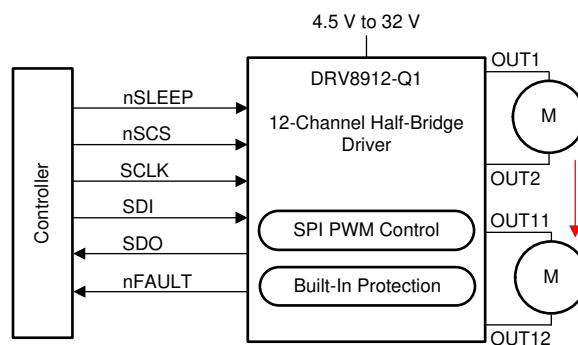 4.5 V to 32 V
Controller
nSLEEP
nSCS
SCLK
SDI
SDO
nFAULT
DRV8912-Q1
12-Channel Half-Bridge
Driver
SPI PWM Control
Built-In Protection
OUT1
M
OUT2
OUT11
M
OUT12